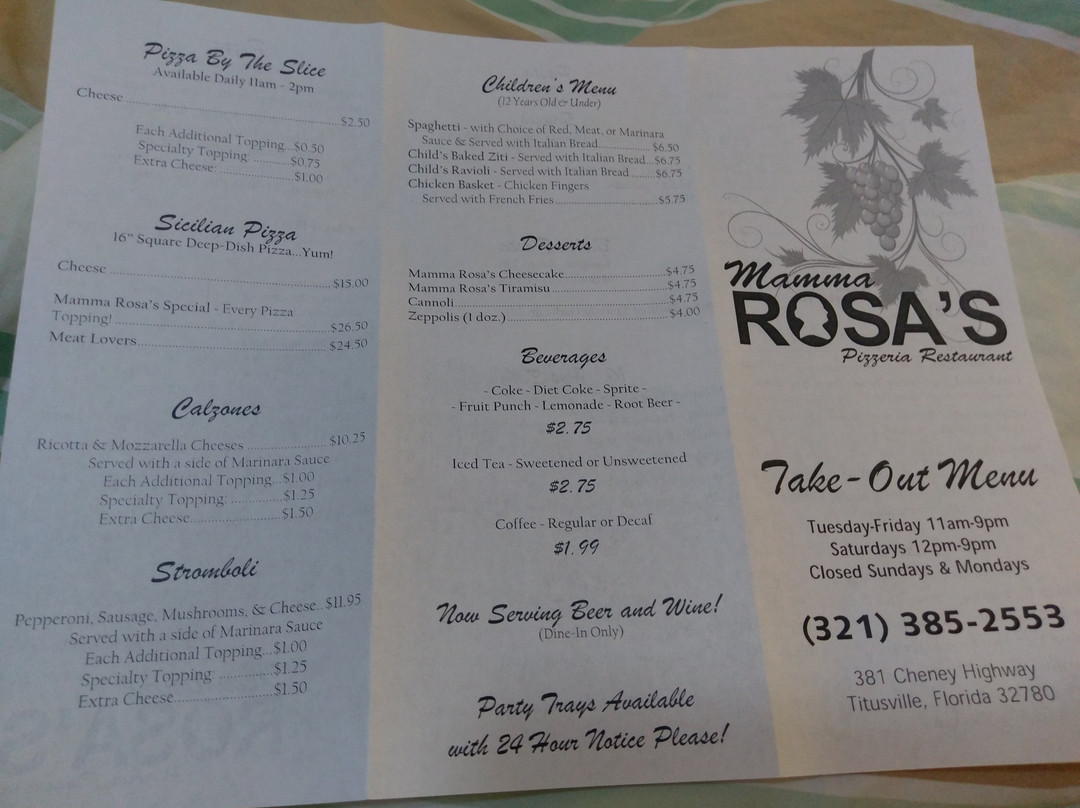 Pizza By The Slice
Available Daily 11am - 2pm
Cheese...$2.50
Each Additional Topping...$0.50
Specialty Topping: ...$0.75
Extra Cheese: ...$1.00
Sicilian Pizza
16" Square Deep-Dish Pizza...Yum!
Cheese...$15.00
Mamma Rosa's Special - Every Pizza
Topping!...$26.50
Meat Lovers...$24.50
Calzones
Ricotta & Mozzarella Cheeses ...$10.25
Served with a side of Marinara Sauce
Each Additional Topping...$1.00
Specialty Topping: ...$1.25
Extra Cheese...$1.50
Stromboli
Pepperoni, Sausage, Mushrooms, & Cheese..$11.95
Served with a side of Marinara Sauce
Each Additional Topping...$1.00
Specialty Topping: ...$1.25
Extra Cheese...$1.50
Children's Menu
(12 Years Old & Under)
Spaghetti - with Choice of Red, Meat, or Marinara
Sauce & Served with Italian Bread...$6.50
Child's Baked Ziti - Served with Italian Bread...$6.75
Child's Ravioli - Served with Italian Bread ...$6.75
Chicken Basket - Chicken Fingers
Served with French Fries...$5.75
Desserts
Mamma Rosa's Cheesecake...$4.75
Mamma Rosa's Tiramisu...$4.75
Cannoli...$4.75
Zeppolis (1 doz.)...$4.00
Beverages
- Coke - Diet Coke - Sprite -
- Fruit Punch - Lemonade - Root Beer -
$2.75
Iced Tea - Sweetened or Unsweetened
$2.75
Coffee - Regular or Decaf
$1.99
Now Serving Beer and Wine!
(Dine-In Only)
Party Trays Available
with 24 Hour Notice Please!
Mamma
ROSA'S
Pizzeria Restaurant
Take-Out Menu
Tuesday-Friday 11am-9pm
Saturdays 12pm-9pm
Closed Sundays & Mondays
(321) 385-2553
381 Cheney Highway
Titusville, Florida 32780